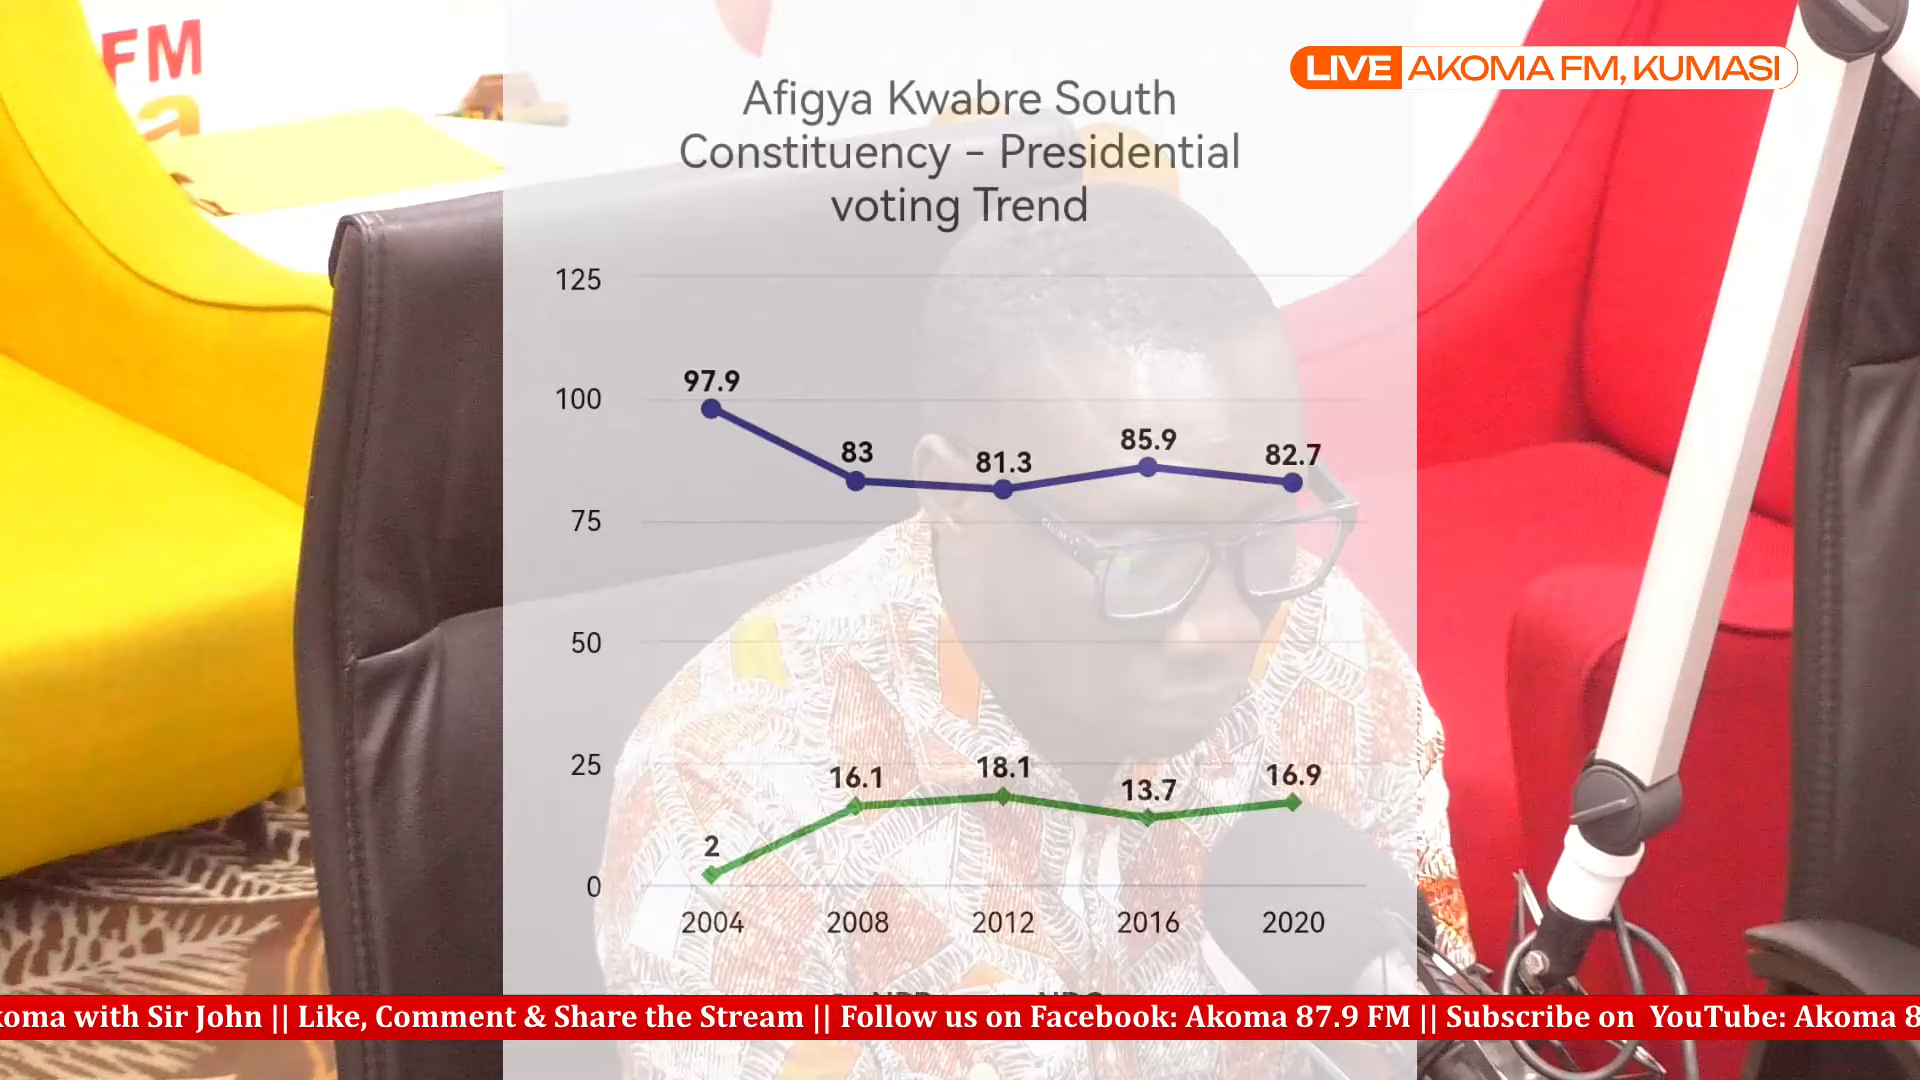 FM
a
LIVE AKOMA FM, KUMASI
Afigya Kwabre South
Constituency - Presidential
voting Trend
125
100
75
50
25
0
97.9
83
81.3
85.9
82.7
2
16.1
18.1
13.7
16.9
2004 2008 2012 2016 2020
koma with Sir John || Like, Comment & Share the Stream || Follow us on Facebook: Akoma 87.9 FM || Subscribe on YouTube: Akoma 8